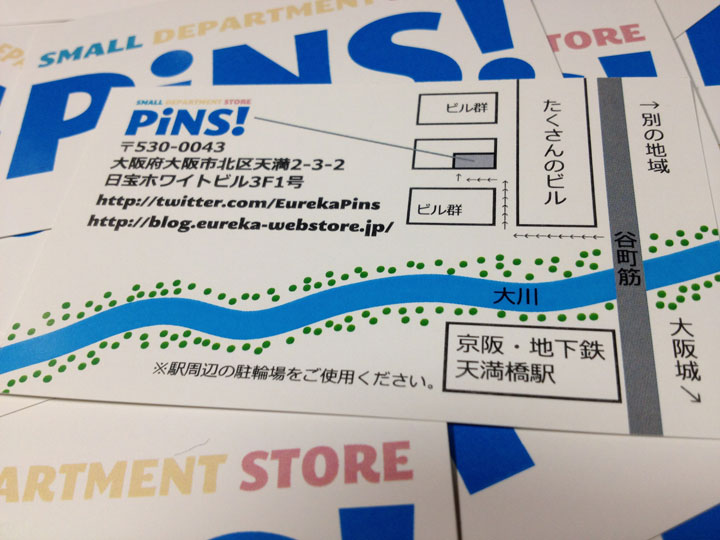 SMALL DEPARTMENT STORE
PiNS!
STORE
SMALL DEPARTMENT STORE
PiNS!
〒530-0043
大阪府大阪市北区天満2-3-2
日宝ホワイトビル3F1号
http://twitter.com/EurekaPins
http://blog.eureka-webstore.jp/
ビル群
ビル群
たくさんのビル
→別の地域
谷町筋
大川
京阪・地下鉄
天満橋駅
大阪城→
※駅周辺の駐輪場をご使用ください。
ARTMENT STORE